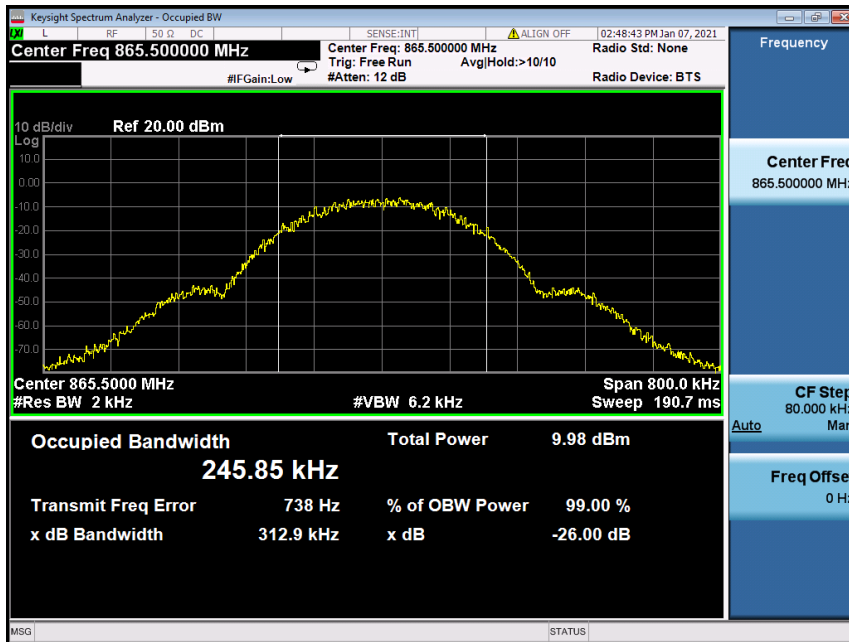 Keysight Spectrum Analyzer - Occupied BW
LXI L RF 50 Ω DC SENSE:INT ALIGN OFF 02:48:43 PM Jan 07, 2021
Center Freq 865.500000 MHz
Center Freq: 865.500000 MHz Radio Std: None
Trig: Free Run Avg|Hold:>10/10
#IFGain:Low #Atten: 12 dB Radio Device: BTS
Frequency
10 dB/div Ref 20.00 dBm
Log
10.0
0.00
-10.0
-20.0
-30.0
-40.0
-50.0
-60.0
-70.0
Center 865.5000 MHz Span 800.0 kHz
#Res BW 2 kHz #VBW 6.2 kHz Sweep 190.7 ms
Center Freq
865.500000 MHz
CF Step
80.000 kHz
Auto Man
Freq Offse
0 Hz
Occupied Bandwidth Total Power 9.98 dBm
245.85 kHz
Transmit Freq Error 738 Hz % of OBW Power 99.00 %
x dB Bandwidth 312.9 kHz x dB -26.00 dB
MSG STATUS